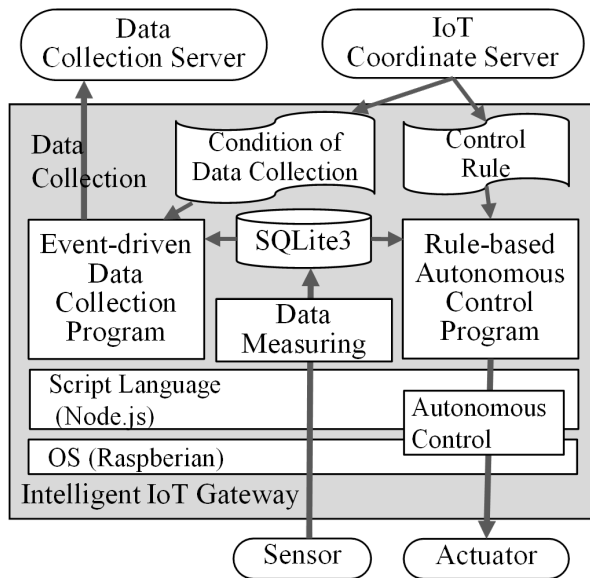 Data
Collection Server
IoT
Coordinate Server
Data
Collection
Condition of
Data Collection
Control
Rule
Event-driven
Data
Collection
Program
SQLite3
Rule-based
Autonomous
Control
Program
Data
Measuring
Script Language
(Node.js)
Autonomous
Control
OS (Raspberian)
Intelligent IoT Gateway
Sensor
Actuator